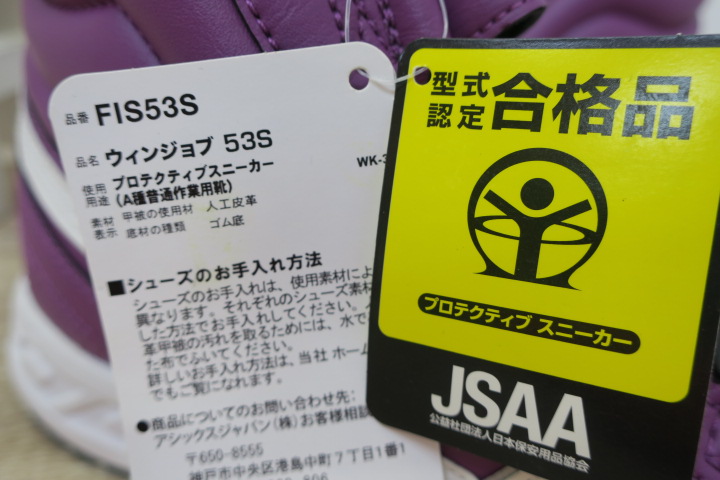 品番 FIS53S
品名 ウィンジョブ 53S
使用用途 プロテクティブスニーカー
(A種普通作業用靴)
WK-3
素材 甲被の使用材 人工皮革
表示 底材の種類 ゴム底
■シューズのお手入れ方法
シューズのお手入れは、使用素材によ
異なります。それぞれのシューズ素材
した方法でお手入れしてください。
革甲被の汚れを取るためには、水で
た布でふいてください。
詳しいお手入れ方法は、当社 ホーム
でもご覧になれます。
●商品についてのお問い合わせ先:
アシックスジャパン(株)お客様相談
〒650-8555
神戸市中央区港島中町7丁目1番
型式認定 合格品
プロテクティブ スニーカー
JSAA
公益社団法人日本保安用品協会